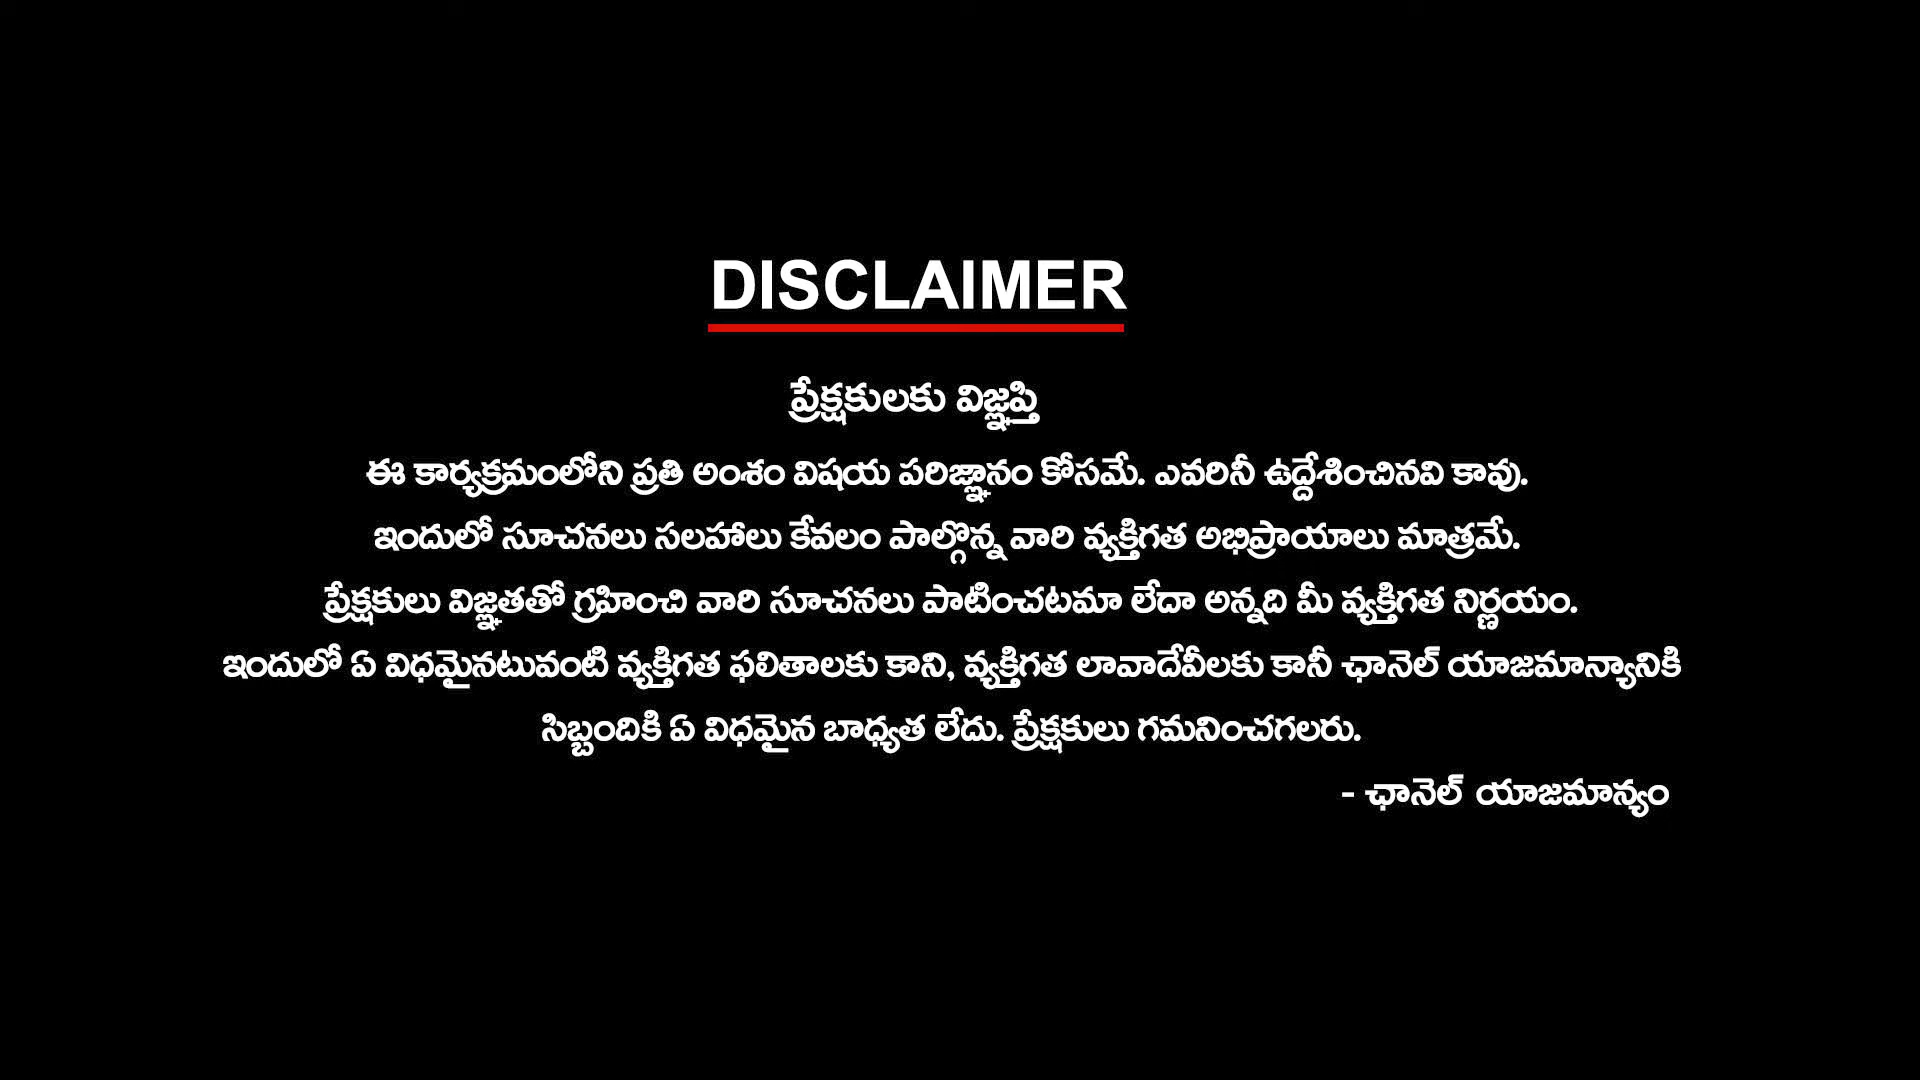 DISCLAIMER
ప్రేక్షకులకు విజ్ఞప్తి
ఈ కార్యక్రమంలోని ప్రతి అంశం విషయ పరిజ్ఞానం కోసమే. ఎవరినీ ఉద్దేశించినవి కావు.
ఇందులో సూచనలు సలహాలు కేవలం పాల్గొన్న వారి వ్యక్తిగత అభిప్రాయాలు మాత్రమే.
ప్రేక్షకులు విజ్ఞతతో గ్రహించి వారి సూచనలు పాటించటమా లేదా అన్నది మీ వ్యక్తిగత నిర్ణయం.
ఇందులో ఏ విధమైనటువంటి వ్యక్తిగత ఫలితాలకు కాని, వ్యక్తిగత లావాదేవీలకు కానీ ఛానెల్ యాజమాన్యానికి
సిబ్బందికి ఏ విధమైన బాధ్యత లేదు. ప్రేక్షకులు గమనించగలరు.
- ఛానెల్ యాజమాన్యం